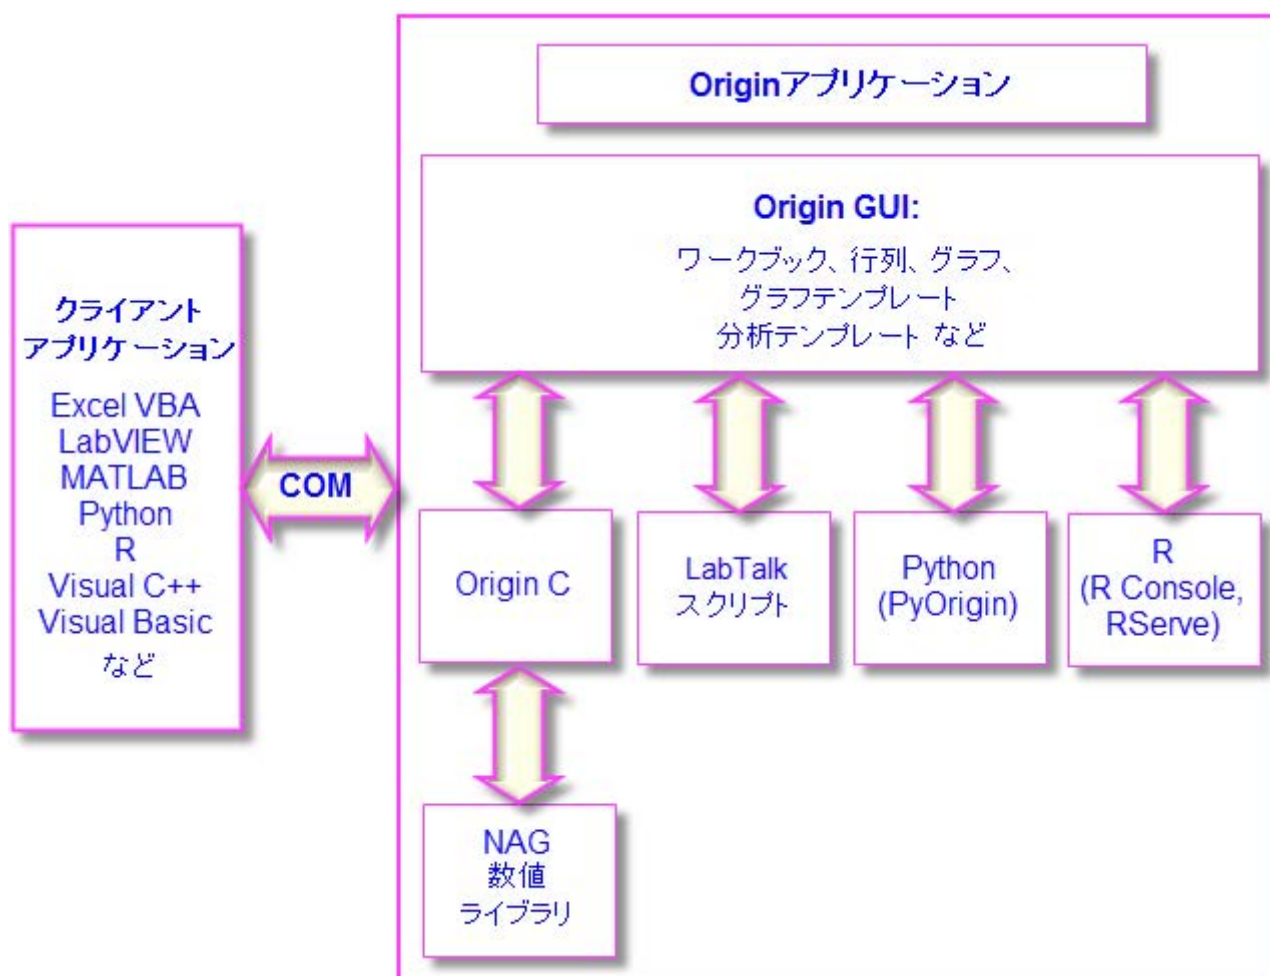 Originアプリケーション
Origin GUI:
ワークブック、行列、グラフ、
グラフテンプレート
分析テンプレート など
クライアント
アプリケーション
Excel VBA
LabVIEW
MATLAB
Python
R
Visual C++
Visual Basic
など
COM
Origin C
LabTalk
スクリプト
Python
(PyOrigin)
R
(R Console,
RServe)
NAG
数値
ライブラリ